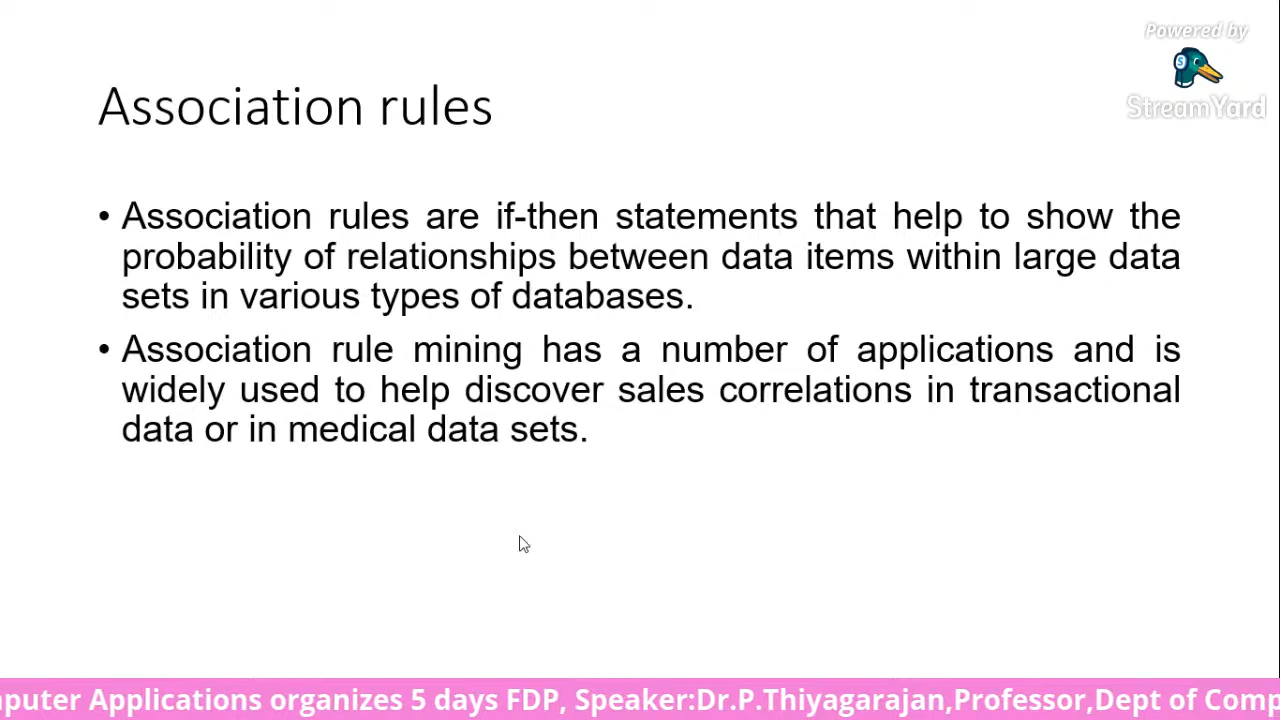 Powered by
StreamYard
Association rules
• Association rules are if-then statements that help to show the
probability of relationships between data items within large data
sets in various types of databases.
• Association rule mining has a number of applications and is
widely used to help discover sales correlations in transactional
data or in medical data sets.
puter Applications organizes 5 days FDP, Speaker:Dr.P.Thiyagarajan,Professor,Dept of Comp